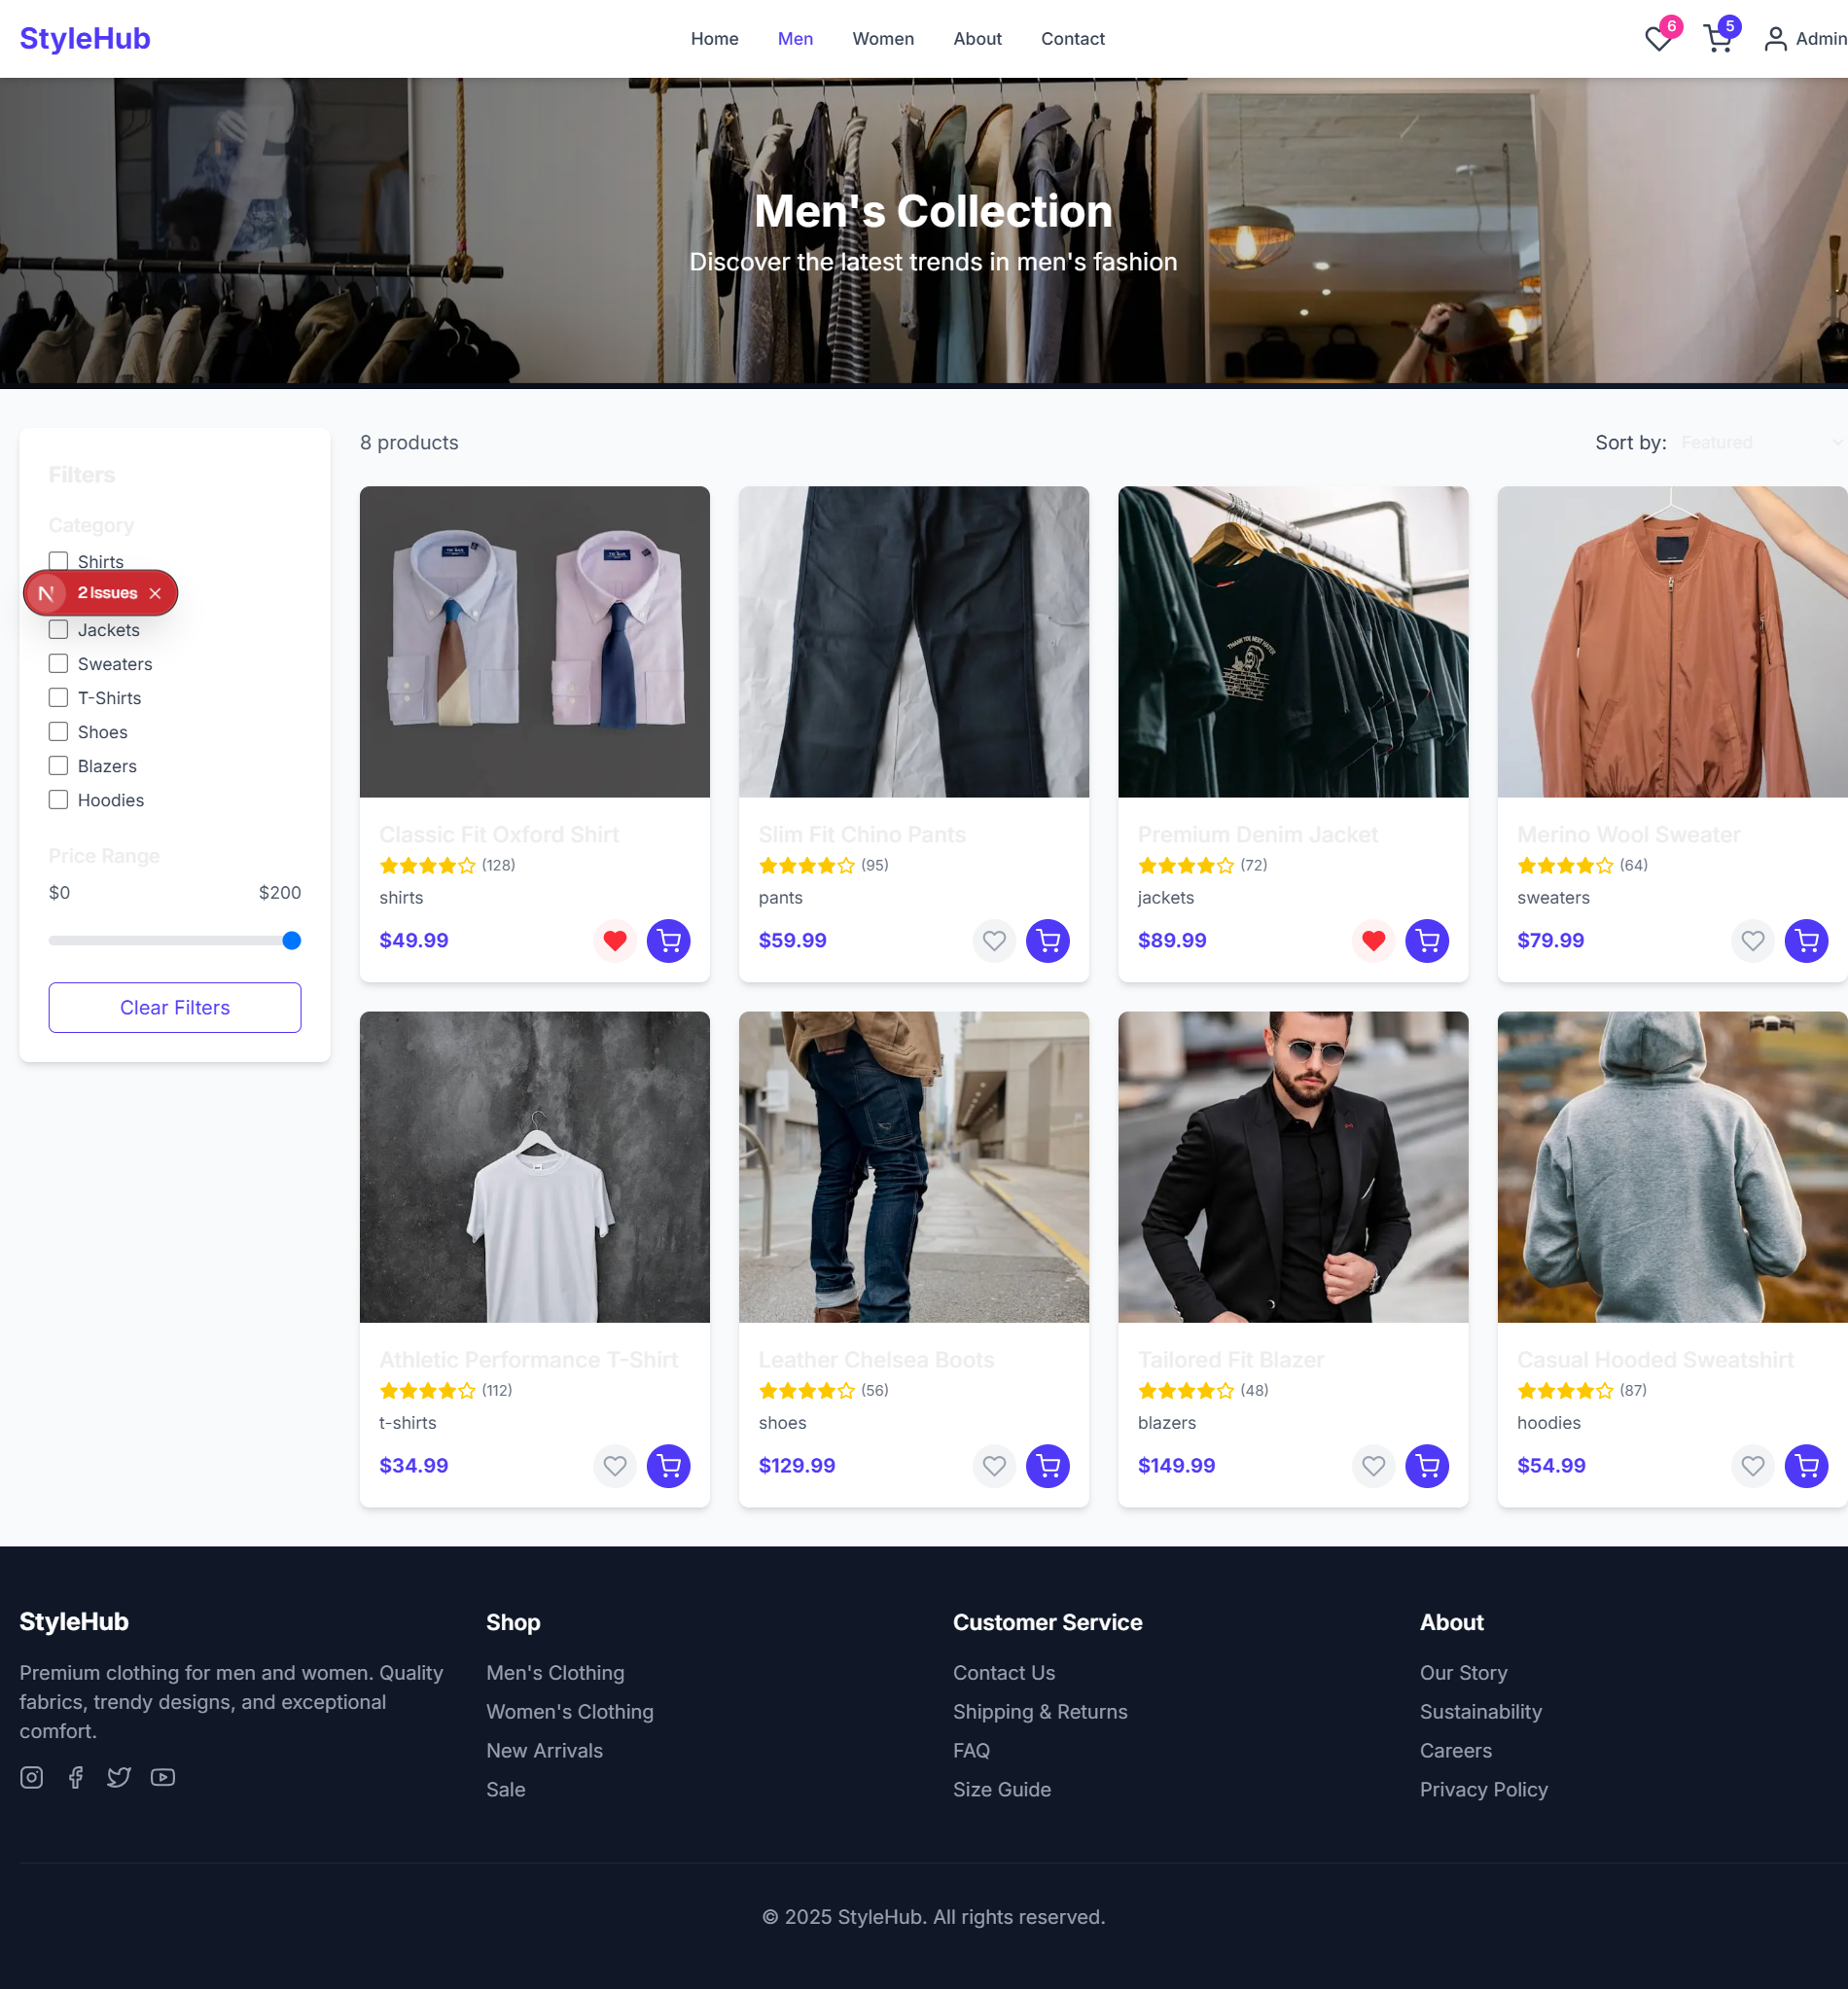 StyleHub
Home
Men
Women
About
Contact
6
5
Admin
Men's Collection
Discover the latest trends in men's fashion
Filters
Category
Shirts
2 Issues
Jackets
Sweaters
T-Shirts
Shoes
Blazers
Hoodies
Price Range
$0
$200
Clear Filters
8 products
Sort by:
Featured
Classic Fit Oxford Shirt
(128)
shirts
$49.99
Slim Fit Chino Pants
(95)
pants
$59.99
Premium Denim Jacket
(72)
jackets
$89.99
Merino Wool Sweater
(64)
sweaters
$79.99
Athletic Performance T-Shirt
(112)
t-shirts
$34.99
Leather Chelsea Boots
(56)
shoes
$129.99
Tailored Fit Blazer
(48)
blazers
$149.99
Casual Hooded Sweatshirt
(87)
hoodies
$54.99
StyleHub
Premium clothing for men and women. Quality
fabrics, trendy designs, and exceptional
comfort.
Shop
Men's Clothing
Women's Clothing
New Arrivals
Sale
Customer Service
Contact Us
Shipping & Returns
FAQ
Size Guide
About
Our Story
Sustainability
Careers
Privacy Policy
© 2025 StyleHub. All rights reserved.